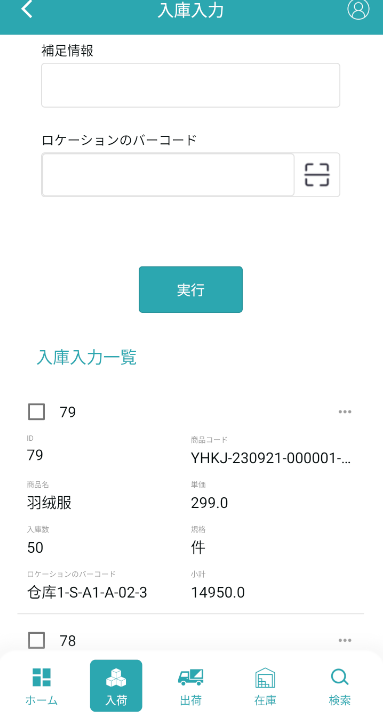 入庫入力
補足情報
ロケーションのバーコード
実行
入庫入力一覧
79
ID
79
商品コード
YHKJ-230921-000001-...
商品名
羽绒服
単価
299.0
入庫数
50
規格
件
ロケーションのバーコード
仓库1-S-A1-A-02-3
小計
14950.0
78
ホーム
入荷
出荷
在庫
検索